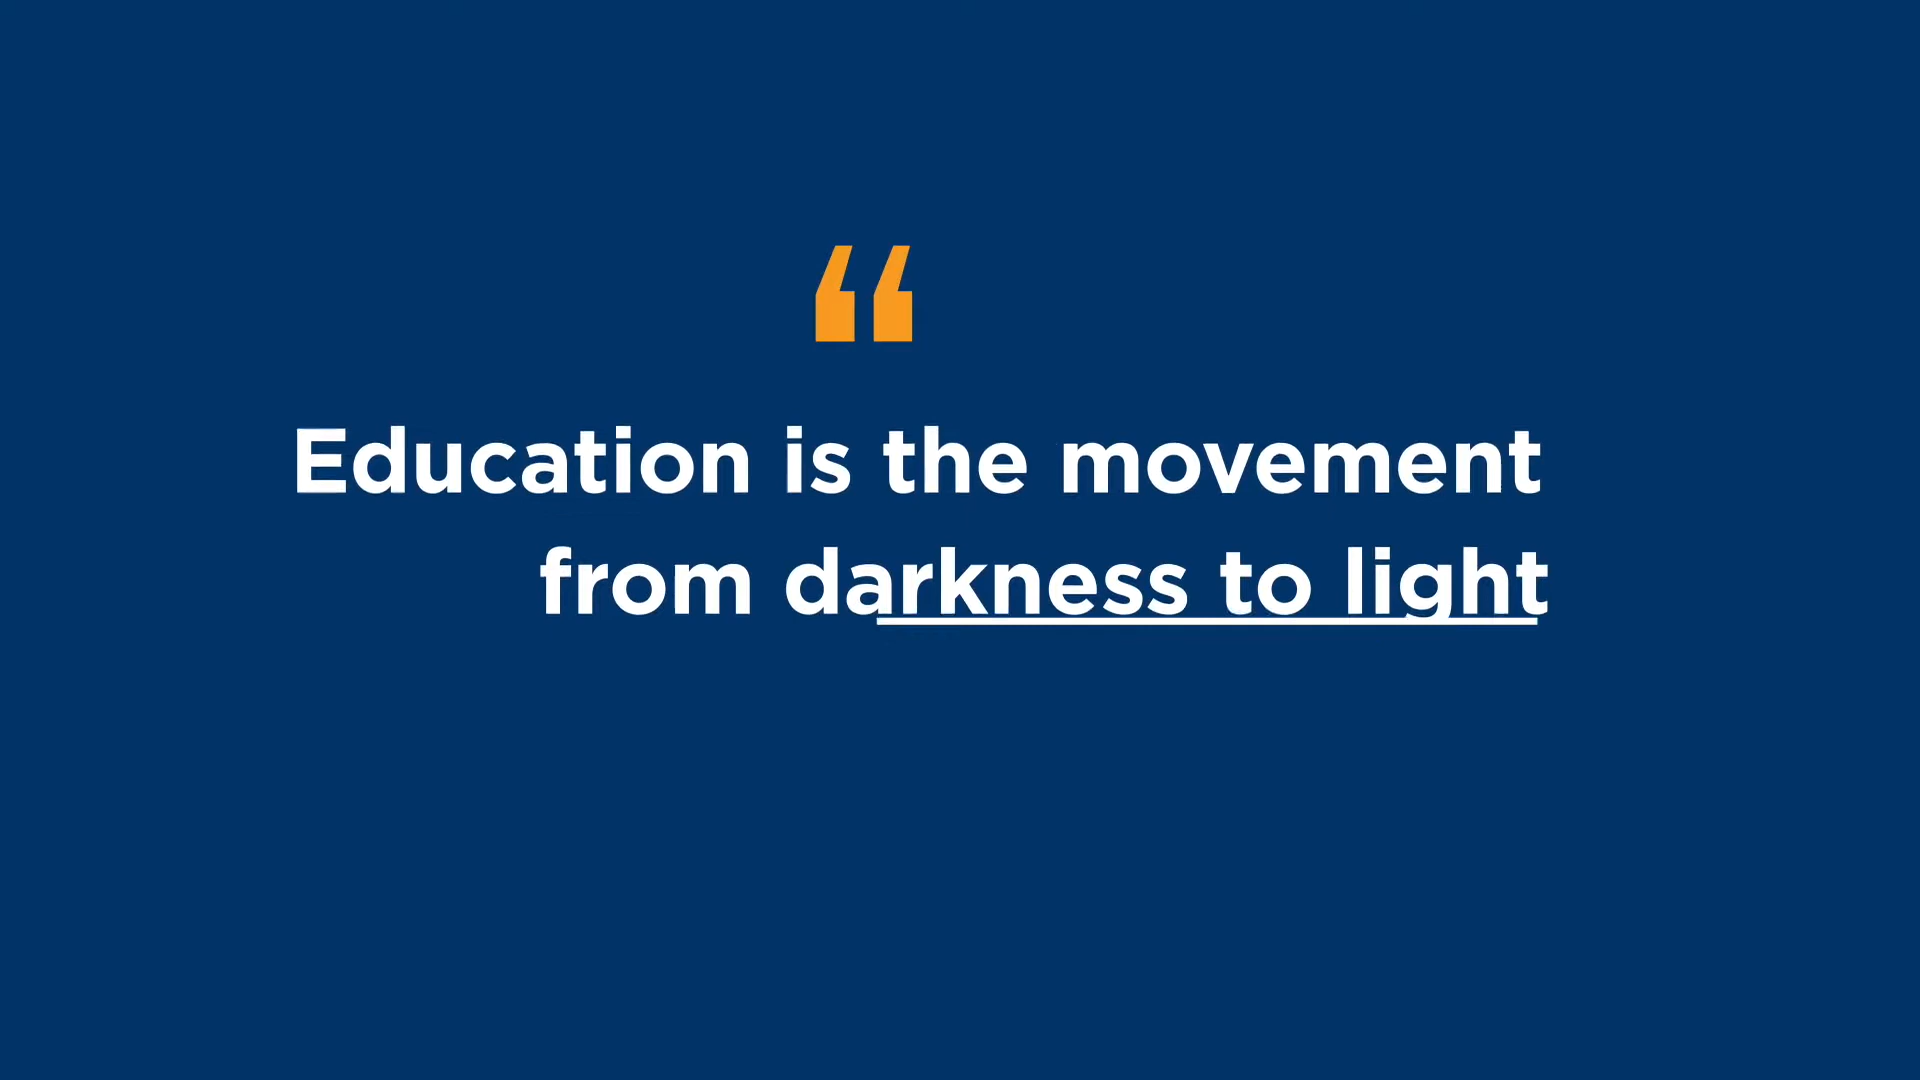 “
Education is the movement
from darkness to light